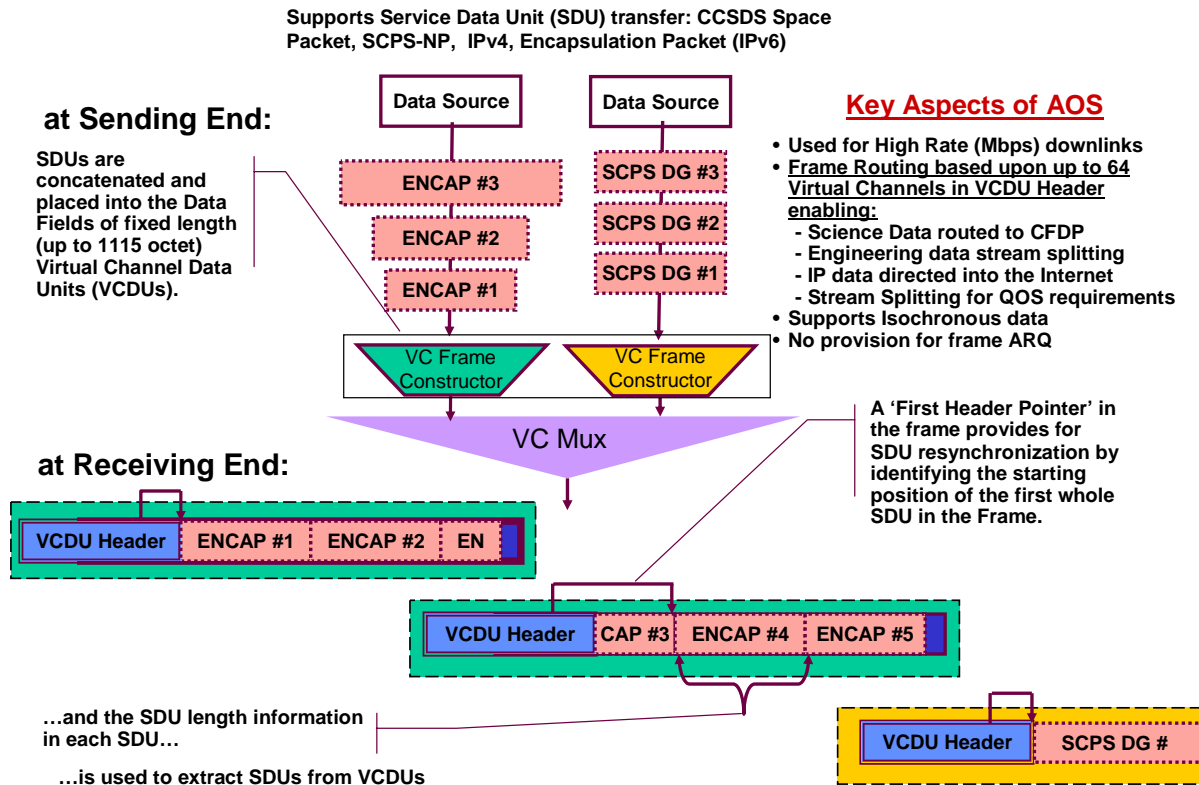 Supports Service Data Unit (SDU) transfer: CCSDS Space
Packet, SCPS-NP, IPv4, Encapsulation Packet (IPv6)
at Sending End:
SDUs are
concatenated and
placed into the Data
Fields of fixed length
(up to 1115 octet)
Virtual Channel Data
Units (VCDUs).
Data Source
ENCAP #3
ENCAP #2
ENCAP #1
VC Frame
Constructor
Data Source
SCPS DG #3
SCPS DG #2
SCPS DG #1
VC Frame
Constructor
VC Mux
Key Aspects of AOS
• Used for High Rate (Mbps) downlinks
• Frame Routing based upon up to 64
Virtual Channels in VCDU Header
enabling:
- Science Data routed to CFDP
- Engineering data stream splitting
- IP data directed into the Internet
- Stream Splitting for QOS requirements
• Supports Isochronous data
• No provision for frame ARQ
A ‘First Header Pointer’ in
the frame provides for
SDU resynchronization by
identifying the starting
position of the first whole
SDU in the Frame.
at Receiving End:
VCDU Header ENCAP #1 ENCAP #2 EN
VCDU Header CAP #3 ENCAP #4 ENCAP #5
…and the SDU length information
in each SDU…
…is used to extract SDUs from VCDUs
VCDU Header SCPS DG #